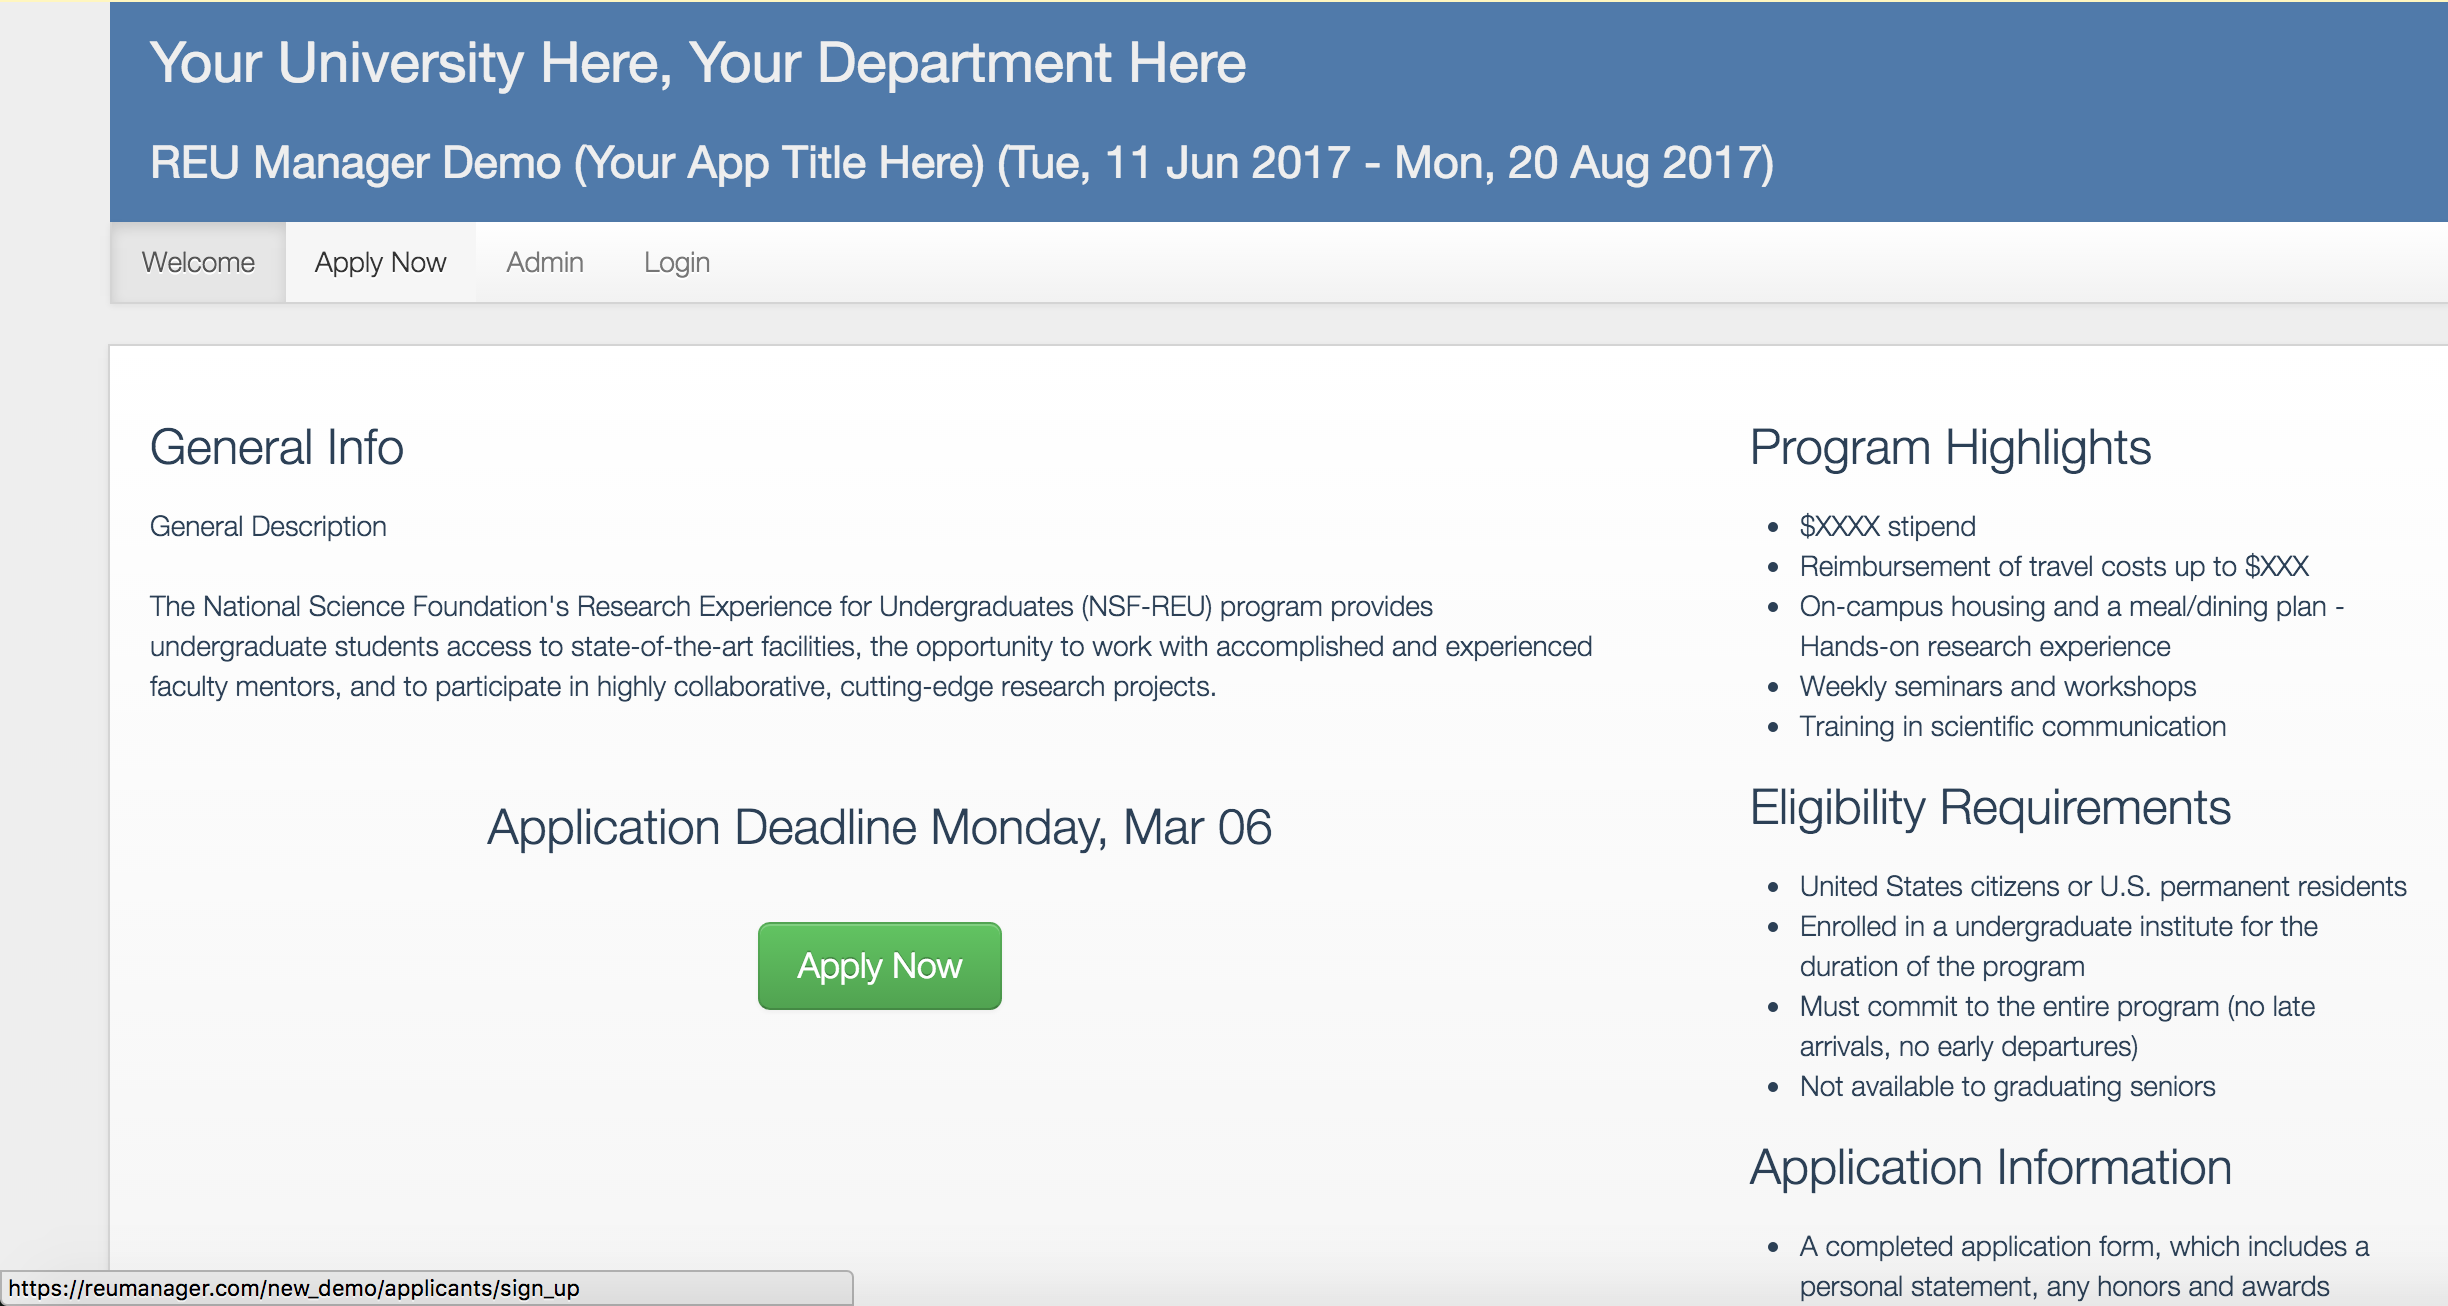 Your University Here, Your Department Here
REU Manager Demo (Your App Title Here) (Tue, 11 Jun 2017 - Mon, 20 Aug 2017)
Welcome
Apply Now
Admin
Login
General Info
General Description
The National Science Foundation's Research Experience for Undergraduates (NSF-REU) program provides
undergraduate students access to state-of-the-art facilities, the opportunity to work with accomplished and experienced
faculty mentors, and to participate in highly collaborative, cutting-edge research projects.
Application Deadline Monday, Mar 06
Apply Now
Program Highlights
• $XXXX stipend
• Reimbursement of travel costs up to $XXX
• On-campus housing and a meal/dining plan -
Hands-on research experience
• Weekly seminars and workshops
• Training in scientific communication
Eligibility Requirements
• United States citizens or U.S. permanent residents
• Enrolled in a undergraduate institute for the
duration of the program
• Must commit to the entire program (no late
arrivals, no early departures)
• Not available to graduating seniors
Application Information
• A completed application form, which includes a
personal statement, any honors and awards
https://reumanager.com/new_demo/applicants/sign_up